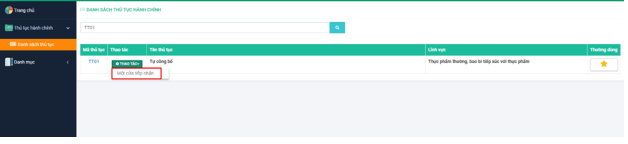 Trang chủ
DANH SÁCH THỦ TỤC HÀNH CHÍNH
Thủ tục hành chính
TT01
Danh sách thủ tục
Danh mục
Mã thủ tục Thao tác Tên thủ tục Lĩnh vực Thường dùng
TT01 THAO TÁC Tự công bố Thực phẩm thường, bao bì tiếp xúc với thực phẩm
Một cửa tiếp nhận